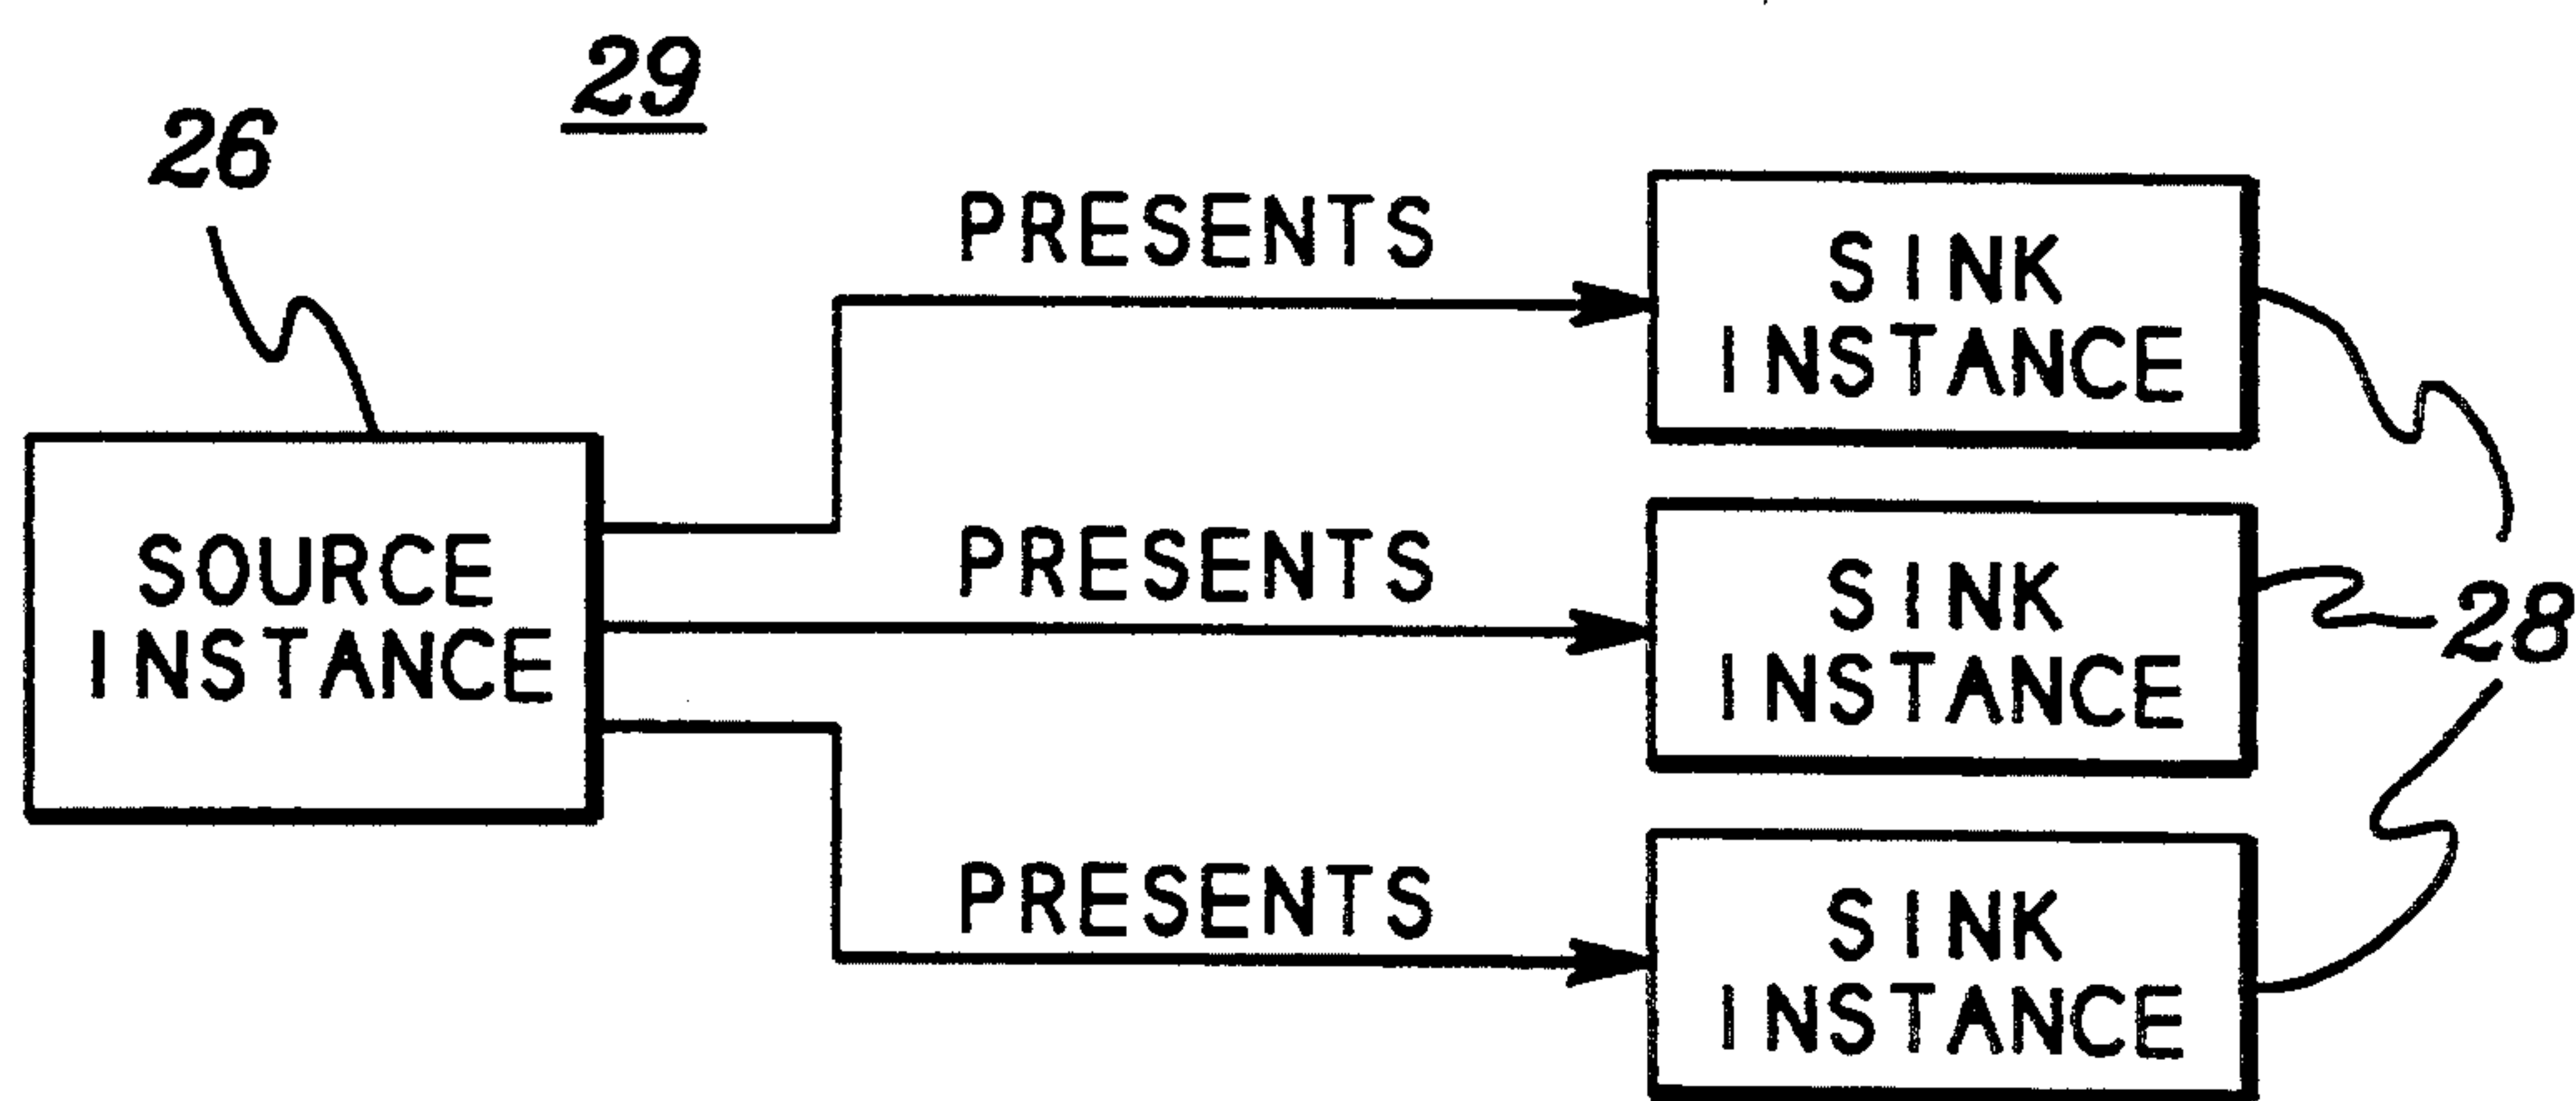 29
26
PRESENTS
SINK
INSTANCE
SOURCE
INSTANCE
PRESENTS
SINK
INSTANCE
28
PRESENTS
SINK
INSTANCE